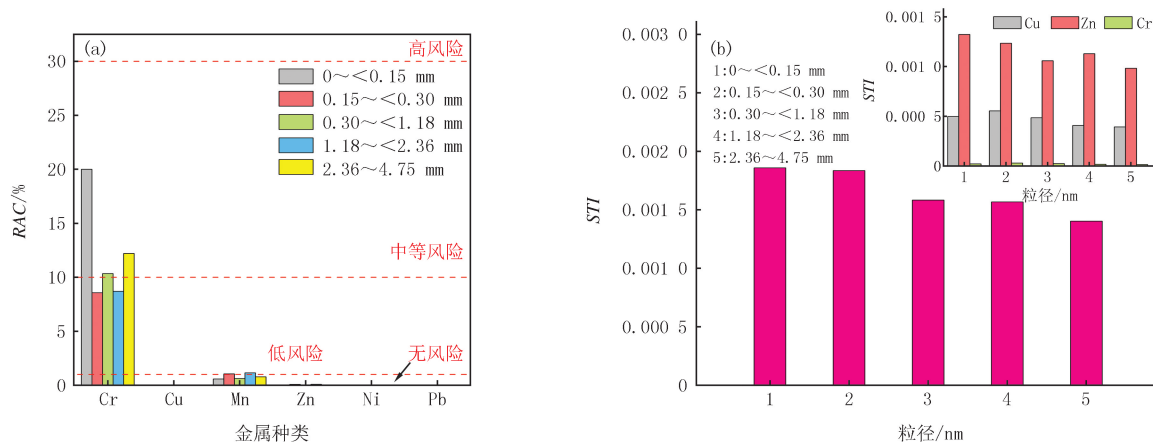 (a)
高风险
中等风险
低风险
无风险
0～<0.15 mm
0.15～<0.30 mm
0.30～<1.18 mm
1.18～<2.36 mm
2.36～4.75 mm
RAC/%
30
20
10
5
0
Cr Cu Mn Zn Ni Pb
金属种类
(b)
1:0～<0.15 mm
2:0.15～<0.30 mm
3:0.30～<1.18 mm
4:1.18～<2.36 mm
5:2.36～4.75 mm
STI
0.003 0
0.002 5
0.002 0
0.001 5
0.001 0
0.000 5
0
1 2 3 4 5
粒径/nm
Cu Zn Cr
STI
0.001 5
0.001 0
0.000 5
0
1 2 3 4 5
粒径/nm